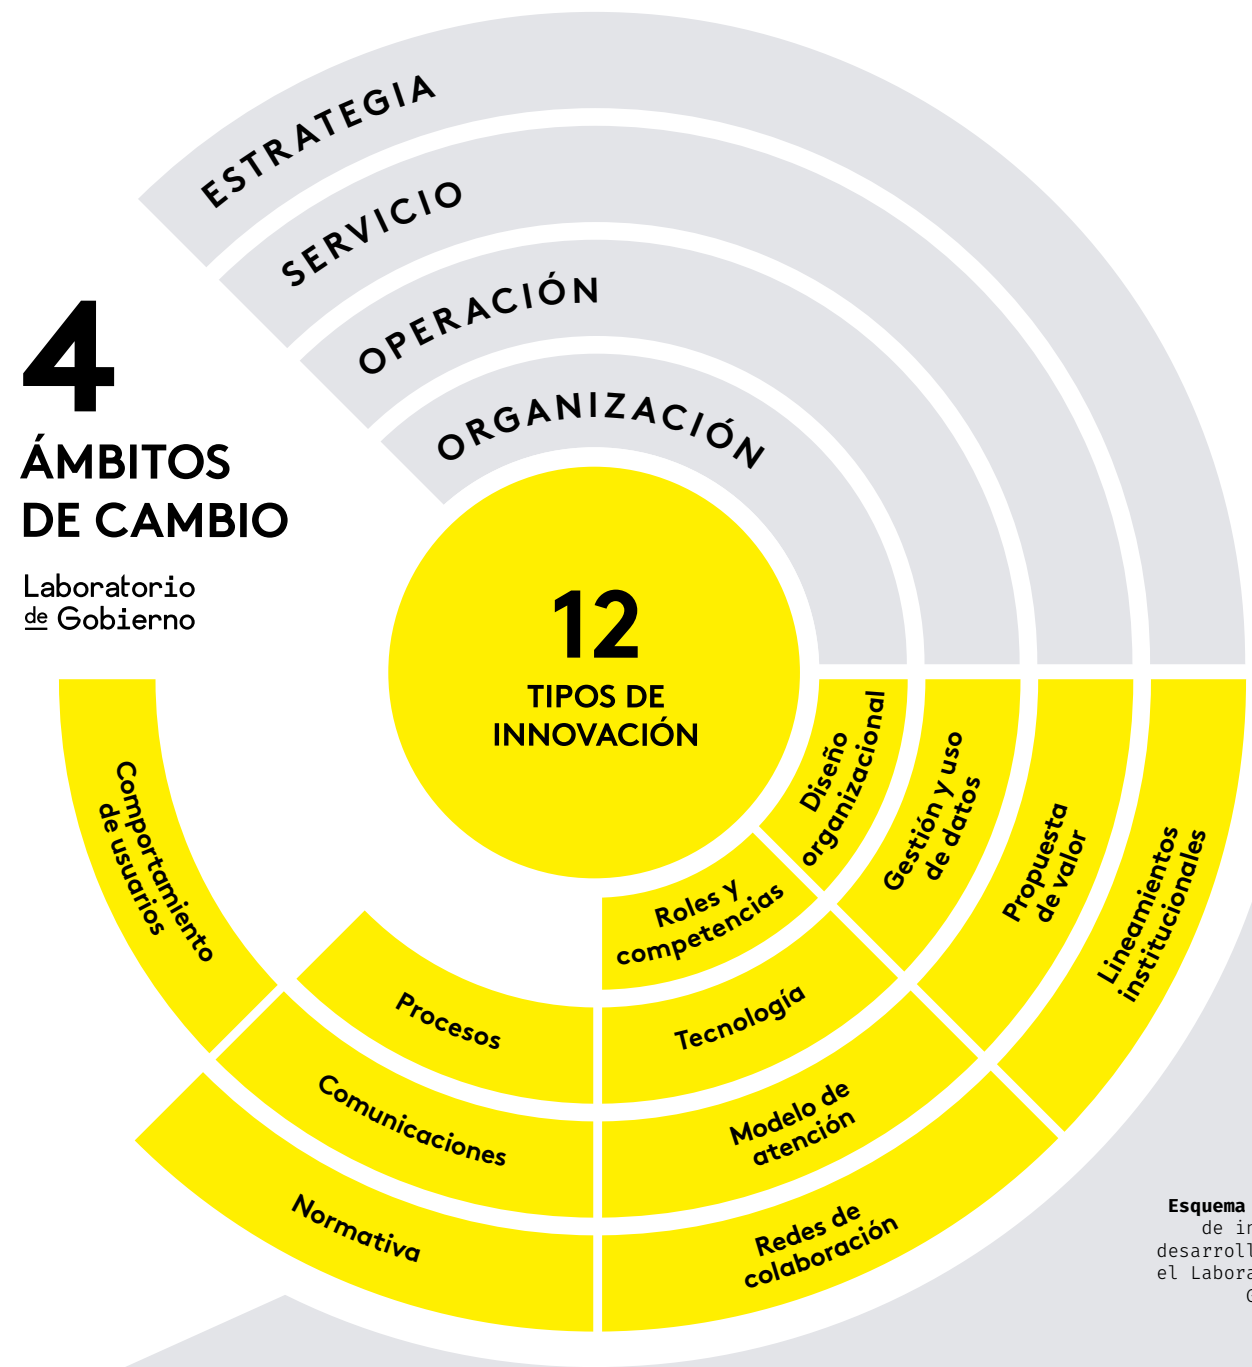 ESTRATEGIA
SERVICIO
OPERACIÓN
ORGANIZACIÓN
4
ÁMBITOS
DE CAMBIO
Laboratorio
de Gobierno
12
TIPOS DE
INNOVACIÓN
Diseño
organizacional
Roles y
competencias
Gestión y uso
de datos
Tecnología
Procesos
Propuesta
de valor
Modelo de
atención
Comunicaciones
Comportamiento
de usuarios
Lineamientos
institucionales
Redes de
colaboración
Normativa
Esquema
de
el